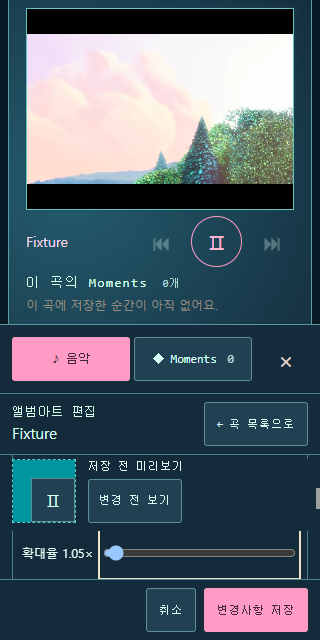 Fixture
이 곡의 Moments 0개
이 곡에 저장한 순간이 아직 없어요.
♪ 음악
◆ Moments 0
×
앨범아트 편집
Fixture
← 곡 목록으로
저장 전 미리보기
변경 전 보기
확대율 1.05×
취소
변경사항 저장